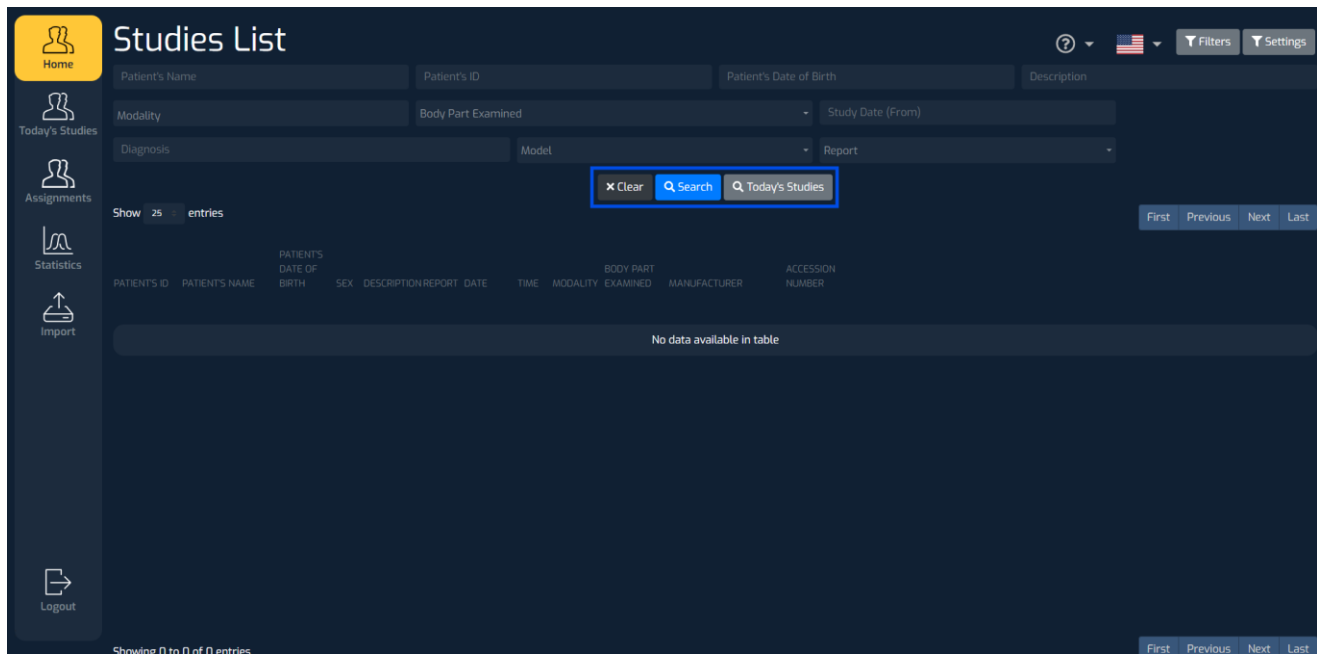 Studies List
Filters
Settings
Home
Today's Studies
Assignments
Statistics
Import
Logout
Patient's Name
Patient's ID
Patient's Date of Birth
Description
Modality
Body Part Examined
Study Date (From)
Diagnosis
Model
Report
Clear
Search
Today's Studies
Show 25 entries
First Previous Next Last
PATIENT'S ID
PATIENT'S NAME
PATIENT'S
DATE OF
BIRTH
SEX
DESCRIPTION
REPORT
DATE
TIME
MODALITY
BODY PART
EXAMINED
MANUFACTURER
ACCESSION
NUMBER
No data available in table
Showing 0 to 0 of 0 entries
First Previous Next Last